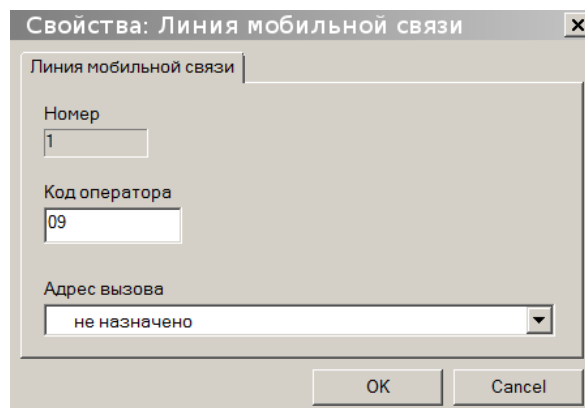 Свойства: Линия мобильной связи
Линия мобильной связи
Номер
1
Код оператора
09
Адрес вызова
не назначено
OK Cancel